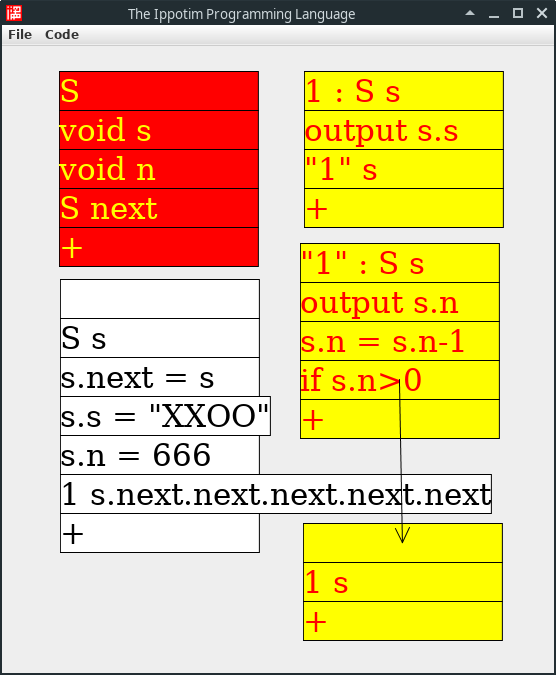 The Ippotim Programming Language
File Code
S
void s
void n
S next
+
1 : S s
output s.s
"1" s
+
"1" : S s
output s.n
s.n = s.n-1
if s.n>0
+
S s
s.next = s
s.s = "XXOO"
s.n = 666
1 s.next.next.next.next.next
+
1 s
+